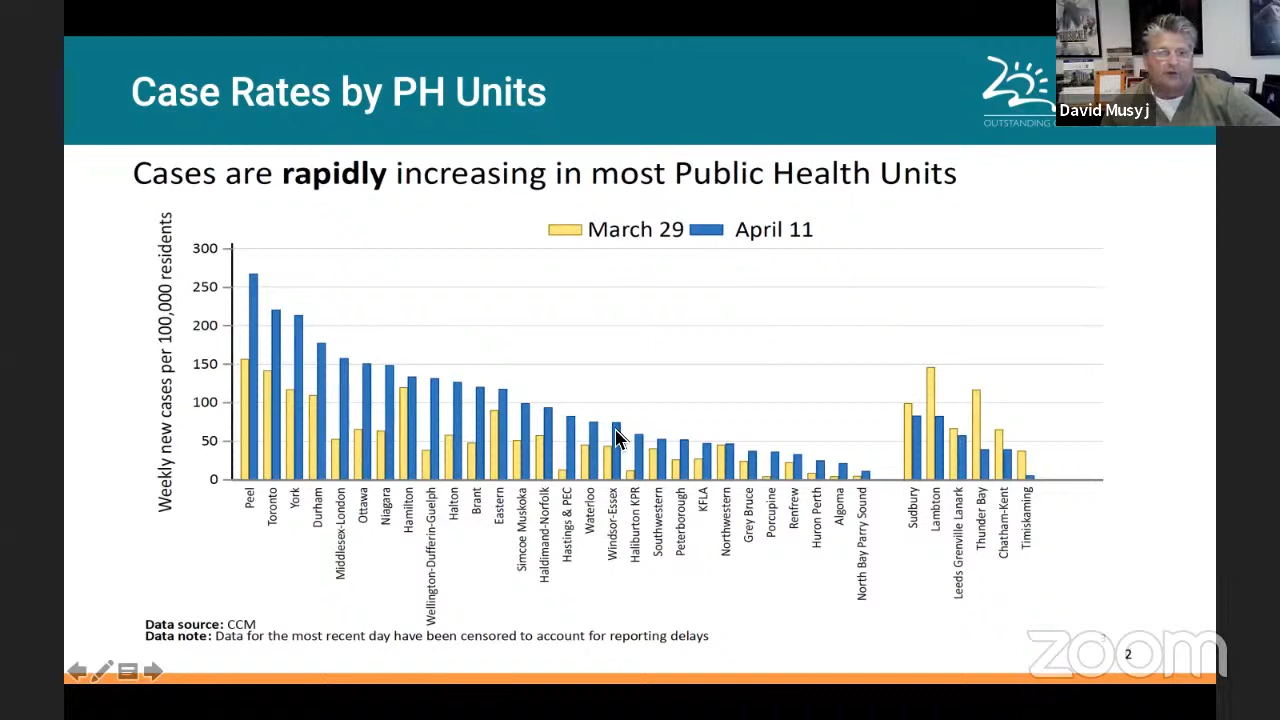 Case Rates by PH Units
OUTSTANDING
David Musyj
Cases are rapidly increasing in most Public Health Units
March 29 April 11
Weekly new cases per 100,000 residents
300
250
200
150
100
50
0
Peel
Toronto
York
Durham
Middlesex-London
Ottawa
Niagara
Hamilton
Wellington-Dufferin-Guelph
Halton
Brant
Eastern
Simcoe Muskoka
Haldimand-Norfolk
Hastings & PEC
Waterloo
Windsor-Essex
Haliburton KPR
Southwestern
Peterborough
KFLA
Northwestern
Grey Bruce
Porcupine
Renfrew
Huron Perth
Algoma
North Bay Parry Sound
Sudbury
Lambton
Leeds Grenville Lanark
Thunder Bay
Chatham-Kent
Timiskaming
Data source: CCM
Data note: Data for the most recent day have been censored to account for reporting delays
zoom
2